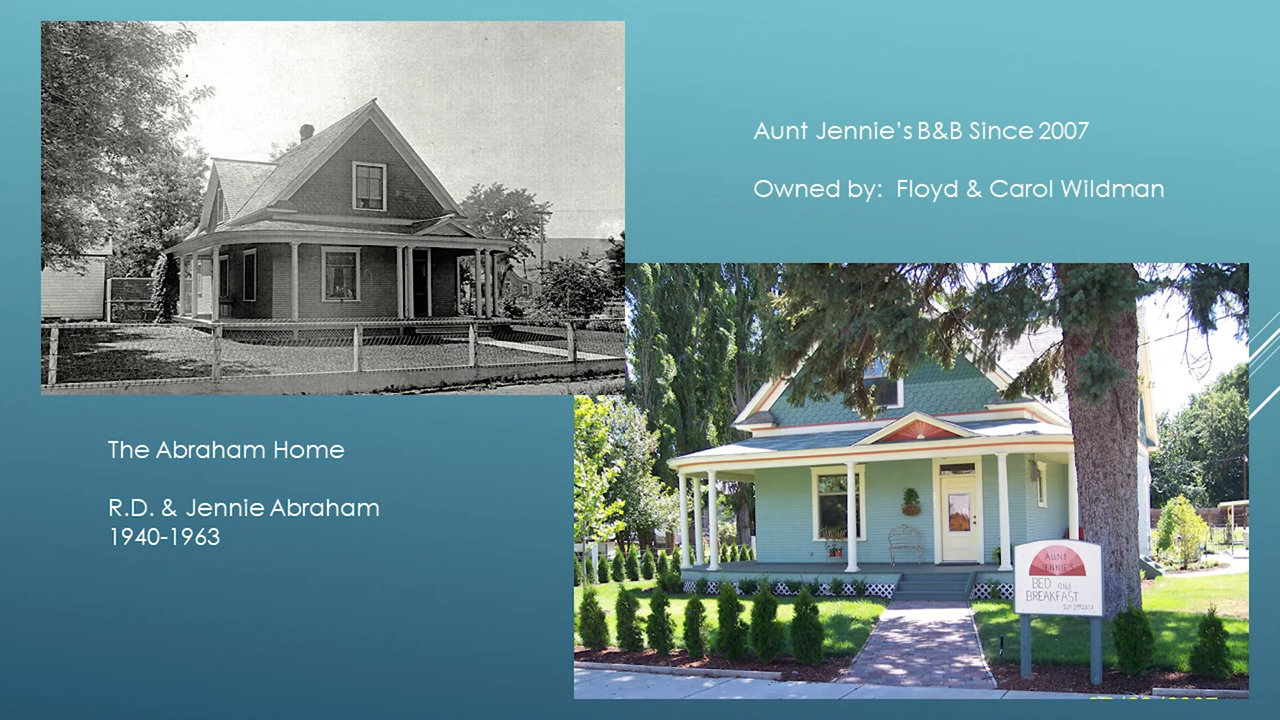 Aunt Jennie's B&B Since 2007
Owned by: Floyd & Carol Wildman
The Abraham Home
R.D. & Jennie Abraham
1940-1963
AUNT
JENNIE'S
BED and
BREAKFAST